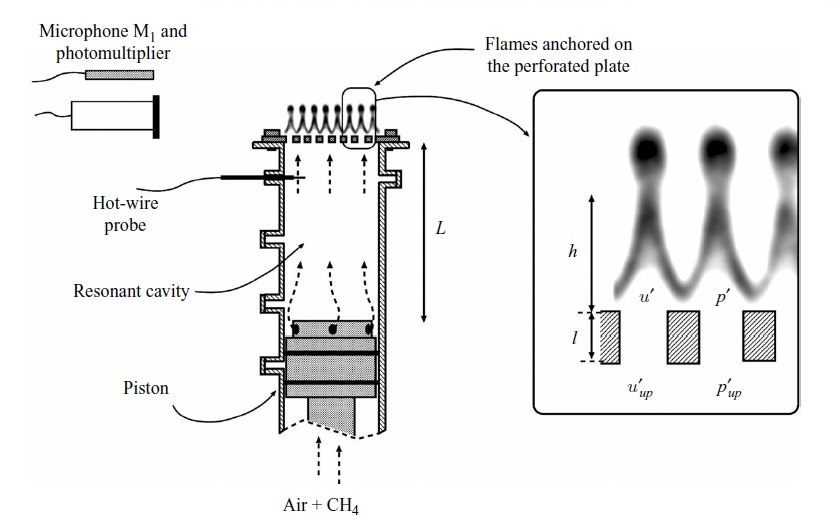 Microphone M1 and
photomultiplier
Flames anchored on
the perforated plate
Hot-wire
probe
L
Resonant cavity
Piston
Air + CH4
h
u′
p′
l
u′up
p′up